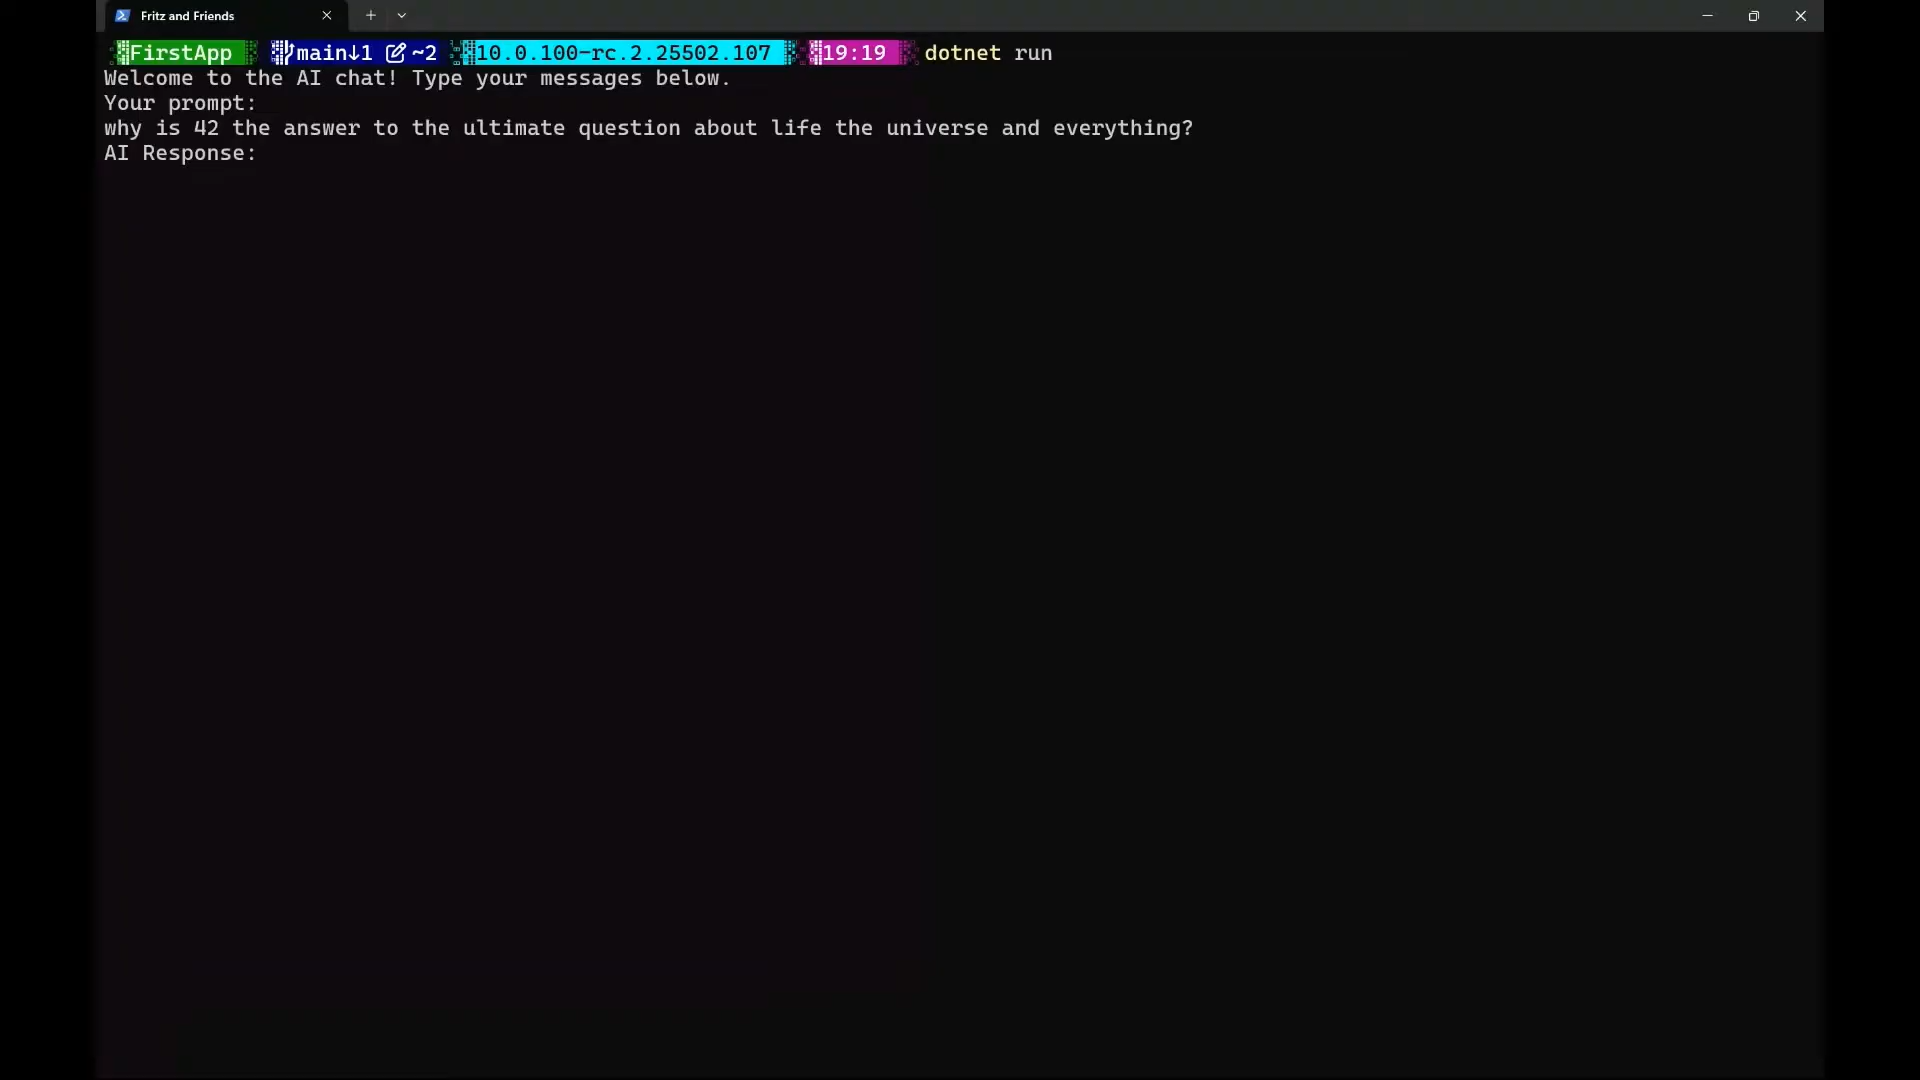 Fritz and Friends
FirstApp main↓1 ~2 10.0.100-rc.2.25502.107 19:19 dotnet run
Welcome to the AI chat! Type your messages below.
Your prompt:
why is 42 the answer to the ultimate question about life the universe and everything?
AI Response: